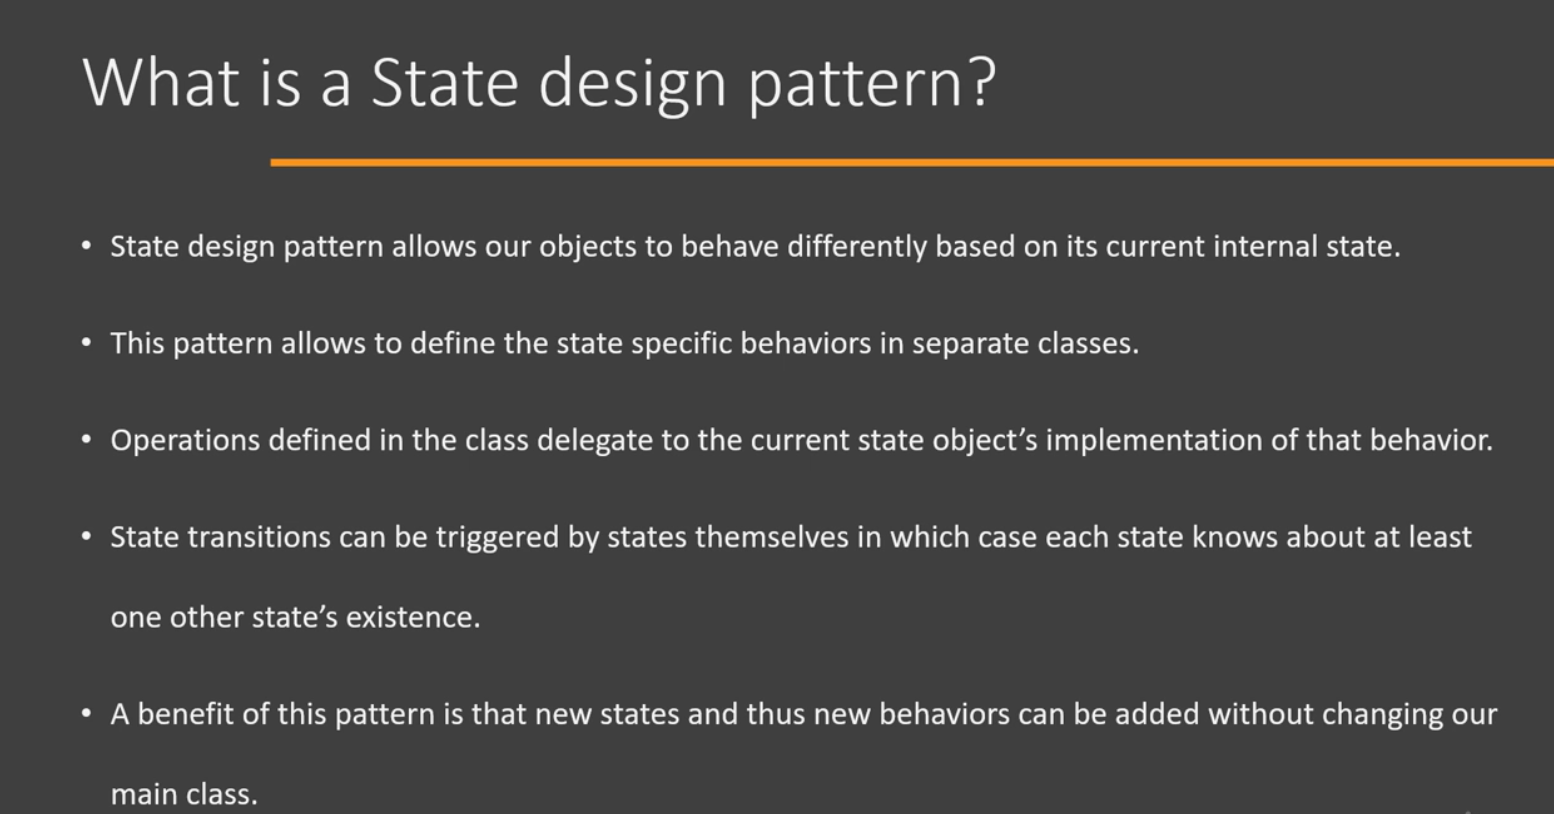 What is a State design pattern?
• State design pattern allows our objects to behave differently based on its current internal state.
• This pattern allows to define the state specific behaviors in separate classes.
• Operations defined in the class delegate to the current state object’s implementation of that behavior.
• State transitions can be triggered by states themselves in which case each state knows about at least
one other state’s existence.
• A benefit of this pattern is that new states and thus new behaviors can be added without changing our
main class.